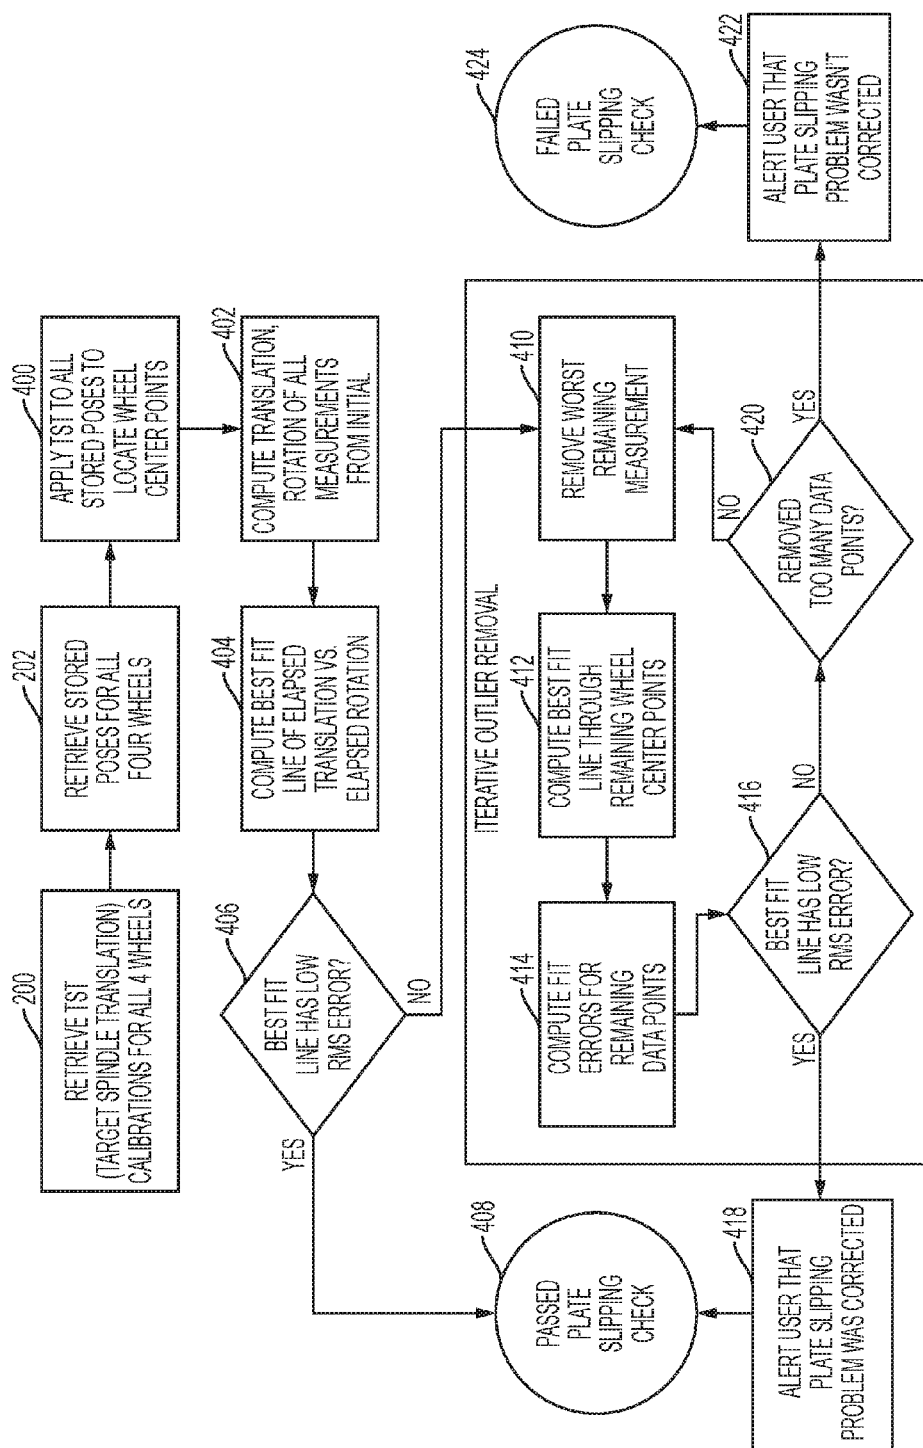 200
RETRIEVE TST
(TARGET SPINDLE TRANSLATION)
CALIBRATIONS FOR ALL 4 WHEELS
202
RETRIEVE STORED
POSES FOR ALL
FOUR WHEELS
400
APPLY TST TO ALL
STORED POSES TO
LOCATE WHEEL
CENTER POINTS
402
COMPUTE TRANSLATION,
ROTATION OF ALL
MEASUREMENTS
FROM INITIAL
404
COMPUTE BEST FIT
LINE OF ELAPSED
TRANSLATION VS.
ELAPSED ROTATION
406
BEST FIT
LINE HAS LOW
RMS ERROR?
YES
NO
408
PASSED
PLATE
SLIPPING
CHECK
ITERATIVE OUTLIER REMOVAL
410
REMOVE WORST
REMAINING
MEASUREMENT
412
COMPUTE BEST FIT
LINE THROUGH
REMAINING WHEEL
CENTER POINTS
414
COMPUTE FIT
ERRORS FOR
REMAINING
DATA POINTS
416
BEST FIT
LINE HAS LOW
RMS ERROR?
YES
NO
418
ALERT USER THAT
PLATE SLIPPING
PROBLEM WAS CORRECTED
420
REMOVED
TOO MANY DATA
POINTS?
NO
YES
422
ALERT USER THAT
PLATE SLIPPING
PROBLEM WASN'T
CORRECTED
424
FAILED
PLATE
SLIPPING
CHECK